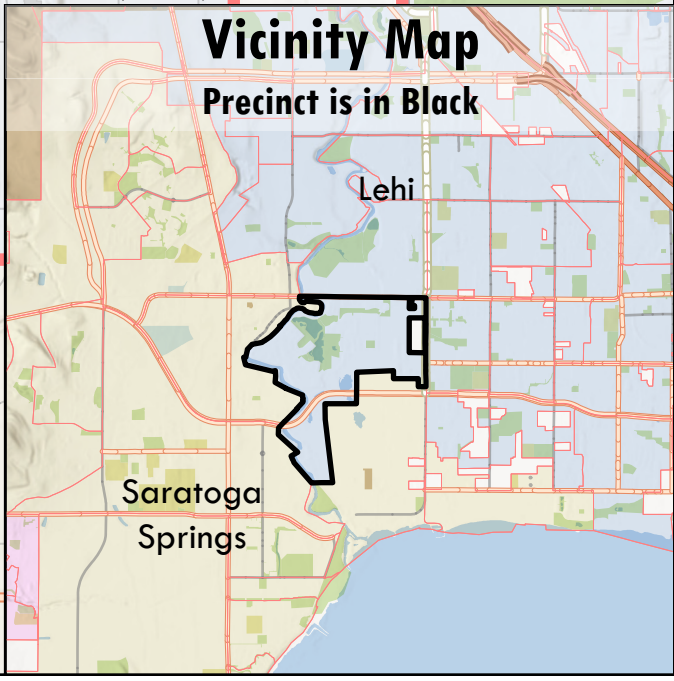 Vicinity Map
Precinct is in Black
Lehi
Saratoga
Springs